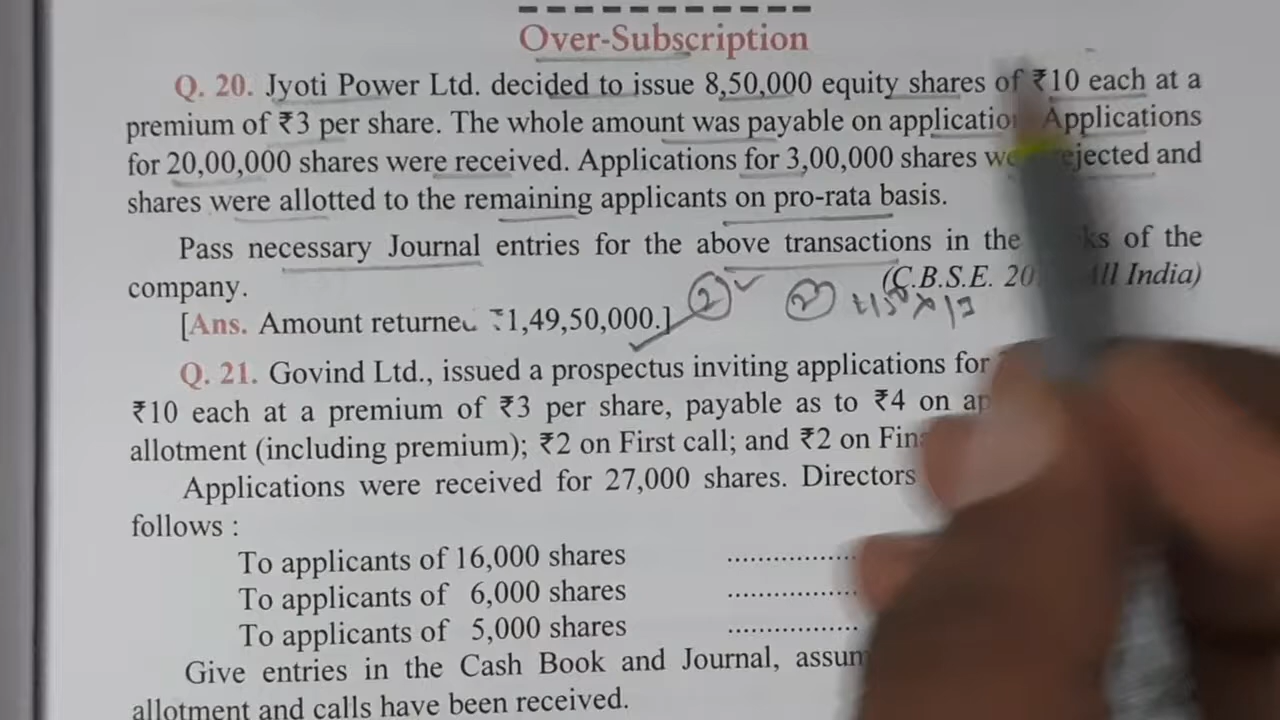 Over-Subscription
Q. 20. Jyoti Power Ltd. decided to issue 8,50,000 equity shares of ₹10 each at a
premium of ₹3 per share. The whole amount was payable on Applications
for 20,00,000 shares were received. Applications for 3,00,000 shares and
shares were allotted to the remaining applicants on pro-rata basis.
Pass necessary Journal entries for the above transactions in the of the
company. (C.B.S.E. All India)
[Ans. Amount ₹1,49,50,000.] 2 2
Q. 21. Govind Ltd., issued a prospectus inviting applications for
₹10 each at a premium of ₹3 per share, payable as to ₹4 on
allotment (including premium); ₹2 on First call; and ₹2 on
Applications were received for 27,000 shares. Directors
follows :
To applicants of 16,000 shares ................
To applicants of 6,000 shares ................
To applicants of 5,000 shares ................
Give entries in the Cash Book and Journal,
allotment and calls have been received.